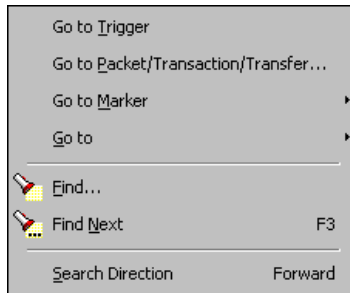 Go to Trigger
Go to Packet/Transaction/Transfer...
Go to Marker
Go to
Find...
Find Next F3
Search Direction Forward